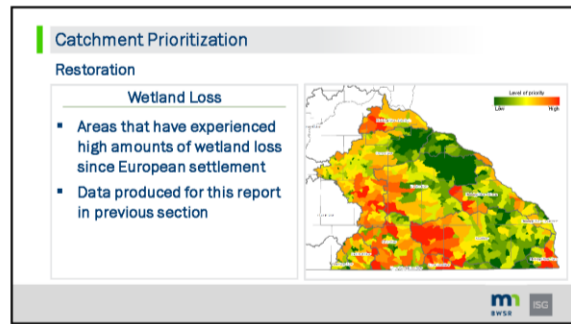 Catchment Prioritization
Restoration
Wetland Loss
▪ Areas that have experienced
high amounts of wetland loss
since European settlement
▪ Data produced for this report
in previous section
Level of priority
Low High
BWSR
ISG